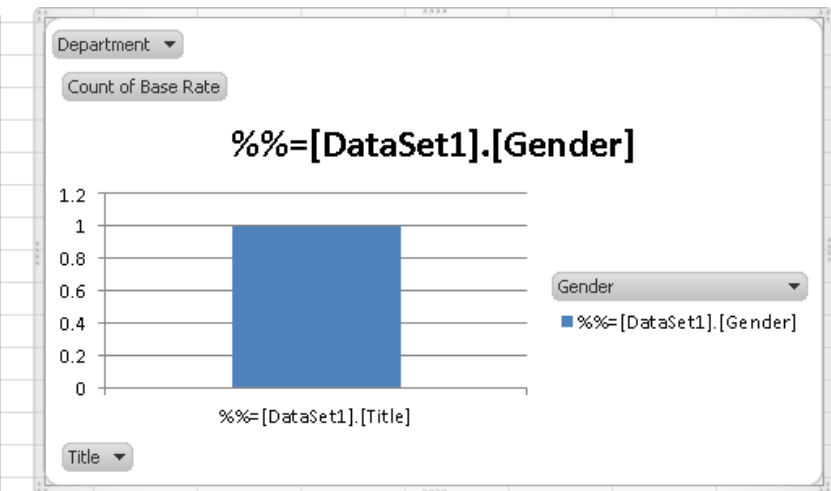 Department
Count of Base Rate
%%=[DataSet1].[Gender]
1.2
1
0.8
0.6
0.4
0.2
0
Gender
%%=[DataSet1].[Gender]
%%=[DataSet1].[Title]
Title